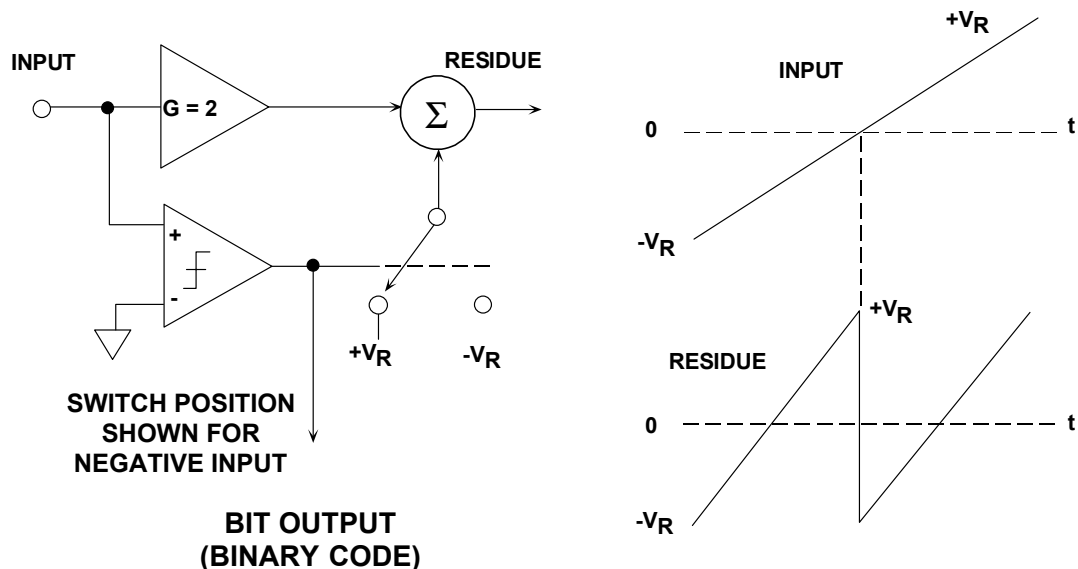 INPUT
G = 2
Σ
RESIDUE
+
-
+VR
-VR
SWITCH POSITION
SHOWN FOR
NEGATIVE INPUT
BIT OUTPUT
(BINARY CODE)
+VR
INPUT
0
t
-VR
+VR
RESIDUE
0
t
-VR